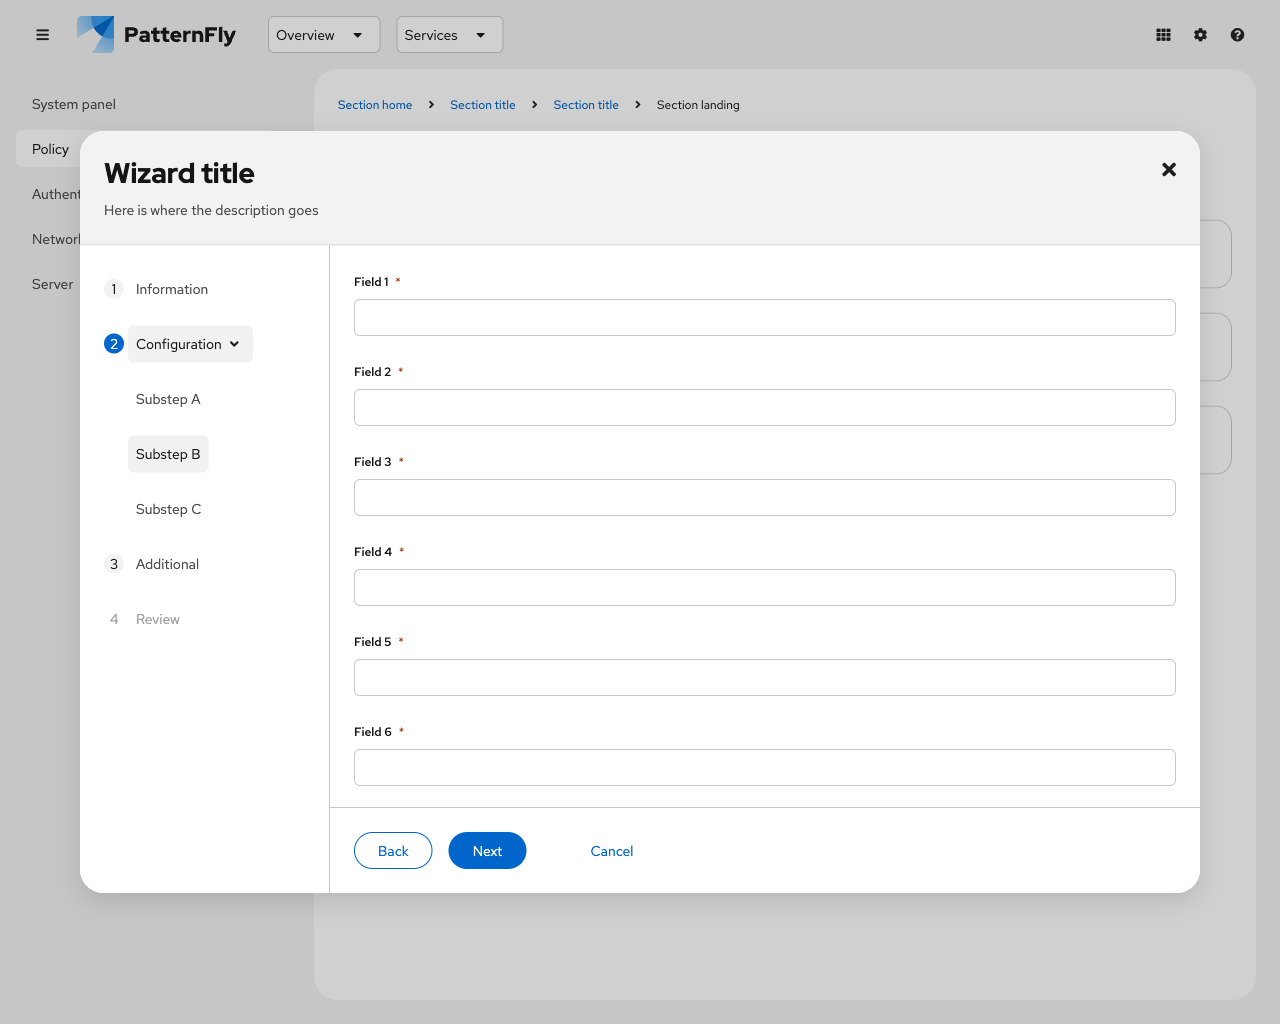 PatternFly
Overview
Services
System panel
Section home
Section title
Section title
Section landing
Policy
Wizard title
Here is where the description goes
Server
1 Information
2 Configuration
Substep A
Substep B
Substep C
3 Additional
4 Review
Field 1 *
Field 2 *
Field 3 *
Field 4 *
Field 5 *
Field 6 *
Back
Next
Cancel